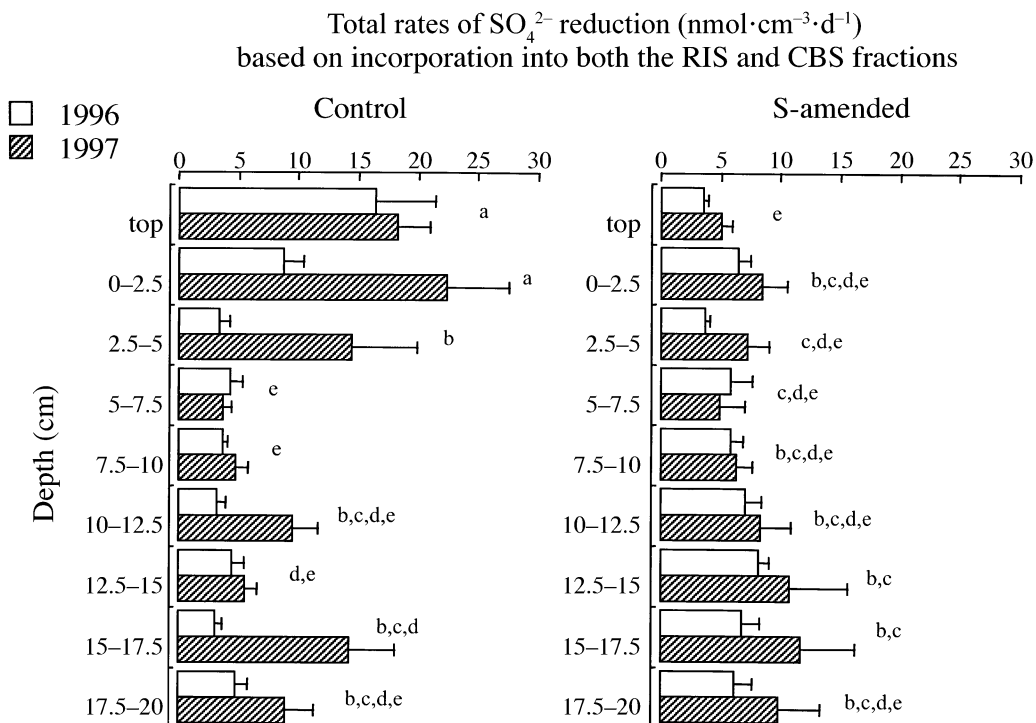 Total rates of SO₄²⁻ reduction (nmol·cm⁻³·d⁻¹)
based on incorporation into both the RIS and CBS fractions
1996
1997
Control
S-amended
0 5 10 15 20 25 30
0 5 10 15 20 25 30
Depth (cm)
top a
top e
0–2.5 a
0–2.5 b,c,d,e
2.5–5 b
2.5–5 c,d,e
5–7.5 e
5–7.5 c,d,e
7.5–10 e
7.5–10 b,c,d,e
10–12.5 b,c,d,e
10–12.5 b,c,d,e
12.5–15 d,e
12.5–15 b,c
15–17.5 b,c,d
15–17.5 b,c
17.5–20 b,c,d,e
17.5–20 b,c,d,e